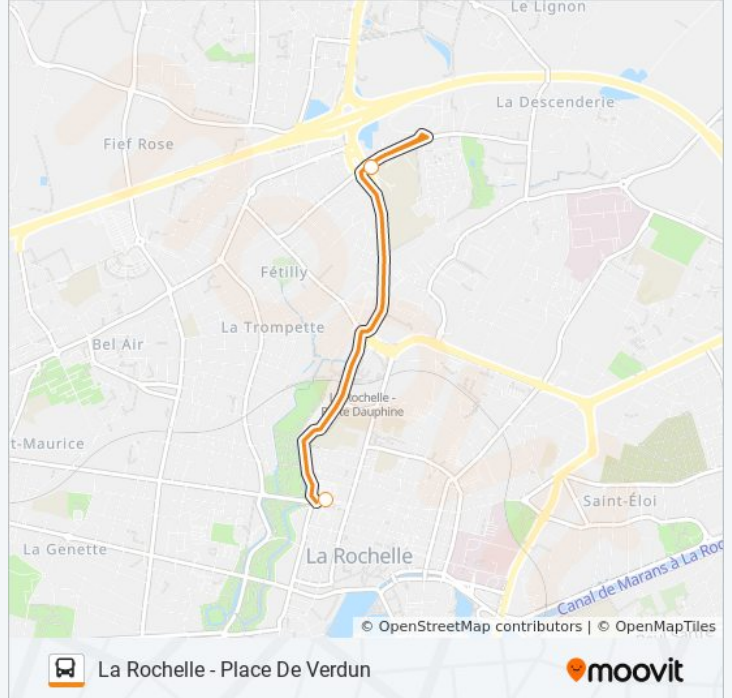 Le Lignon
La Descenderie
Fief Rose
Fétilly
La Trompette
Bel Air
La Rochelle -
Porte Dauphine
t-Maurice
Saint-Éloi
La Genette
La Rochelle
Canal de Marans à La Roc
© OpenStreetMap contributors | © OpenMapTiles
La Rochelle - Place De Verdun
moovit